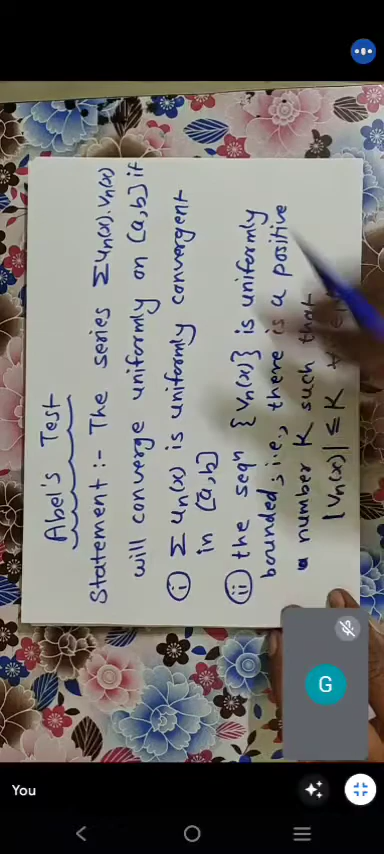 Abel's Test
Statement :- The series Σ un(x). vn(x)
will converge uniformly on [a,b] if
(i) Σ un(x) is uniformly convergent
in [a,b]
(ii) the seqn {vn(x)} is uniformly
bounded; i.e., there is a positive
number K such that
|vn(x)| ≤ K
G
You